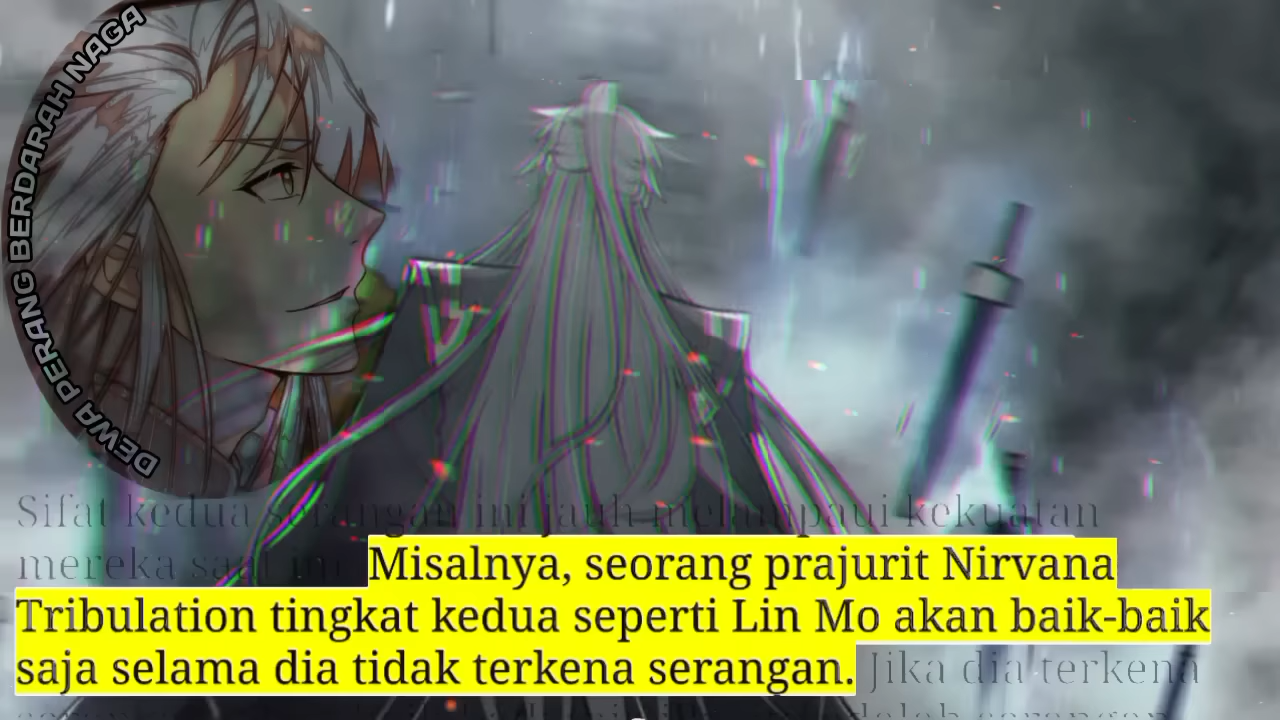 DEWA PERANG BERDARAH NAGA
Sifat kedua serangan ini jauh melampaui kekuatan
mereka saat ini. Misalnya, seorang prajurit Nirvana
Tribulation tingkat kedua seperti Lin Mo akan baik-baik
saja selama dia tidak terkena serangan. Jika dia terkena